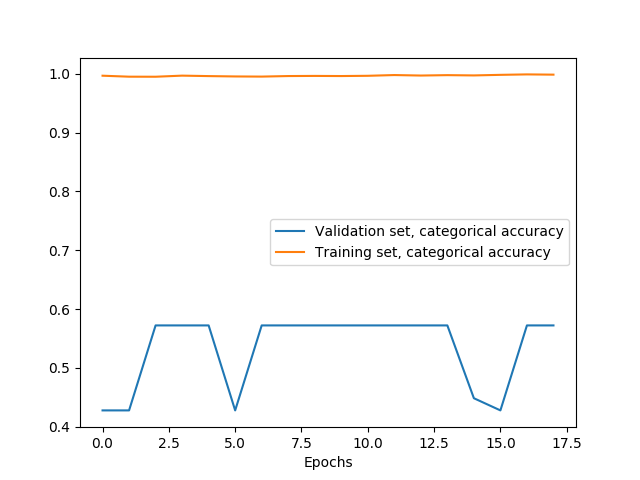 1.0
0.9
0.8
0.7
0.6
0.5
0.4
Validation set, categorical accuracy
Training set, categorical accuracy
0.0 2.5 5.0 7.5 10.0 12.5 15.0 17.5
Epochs